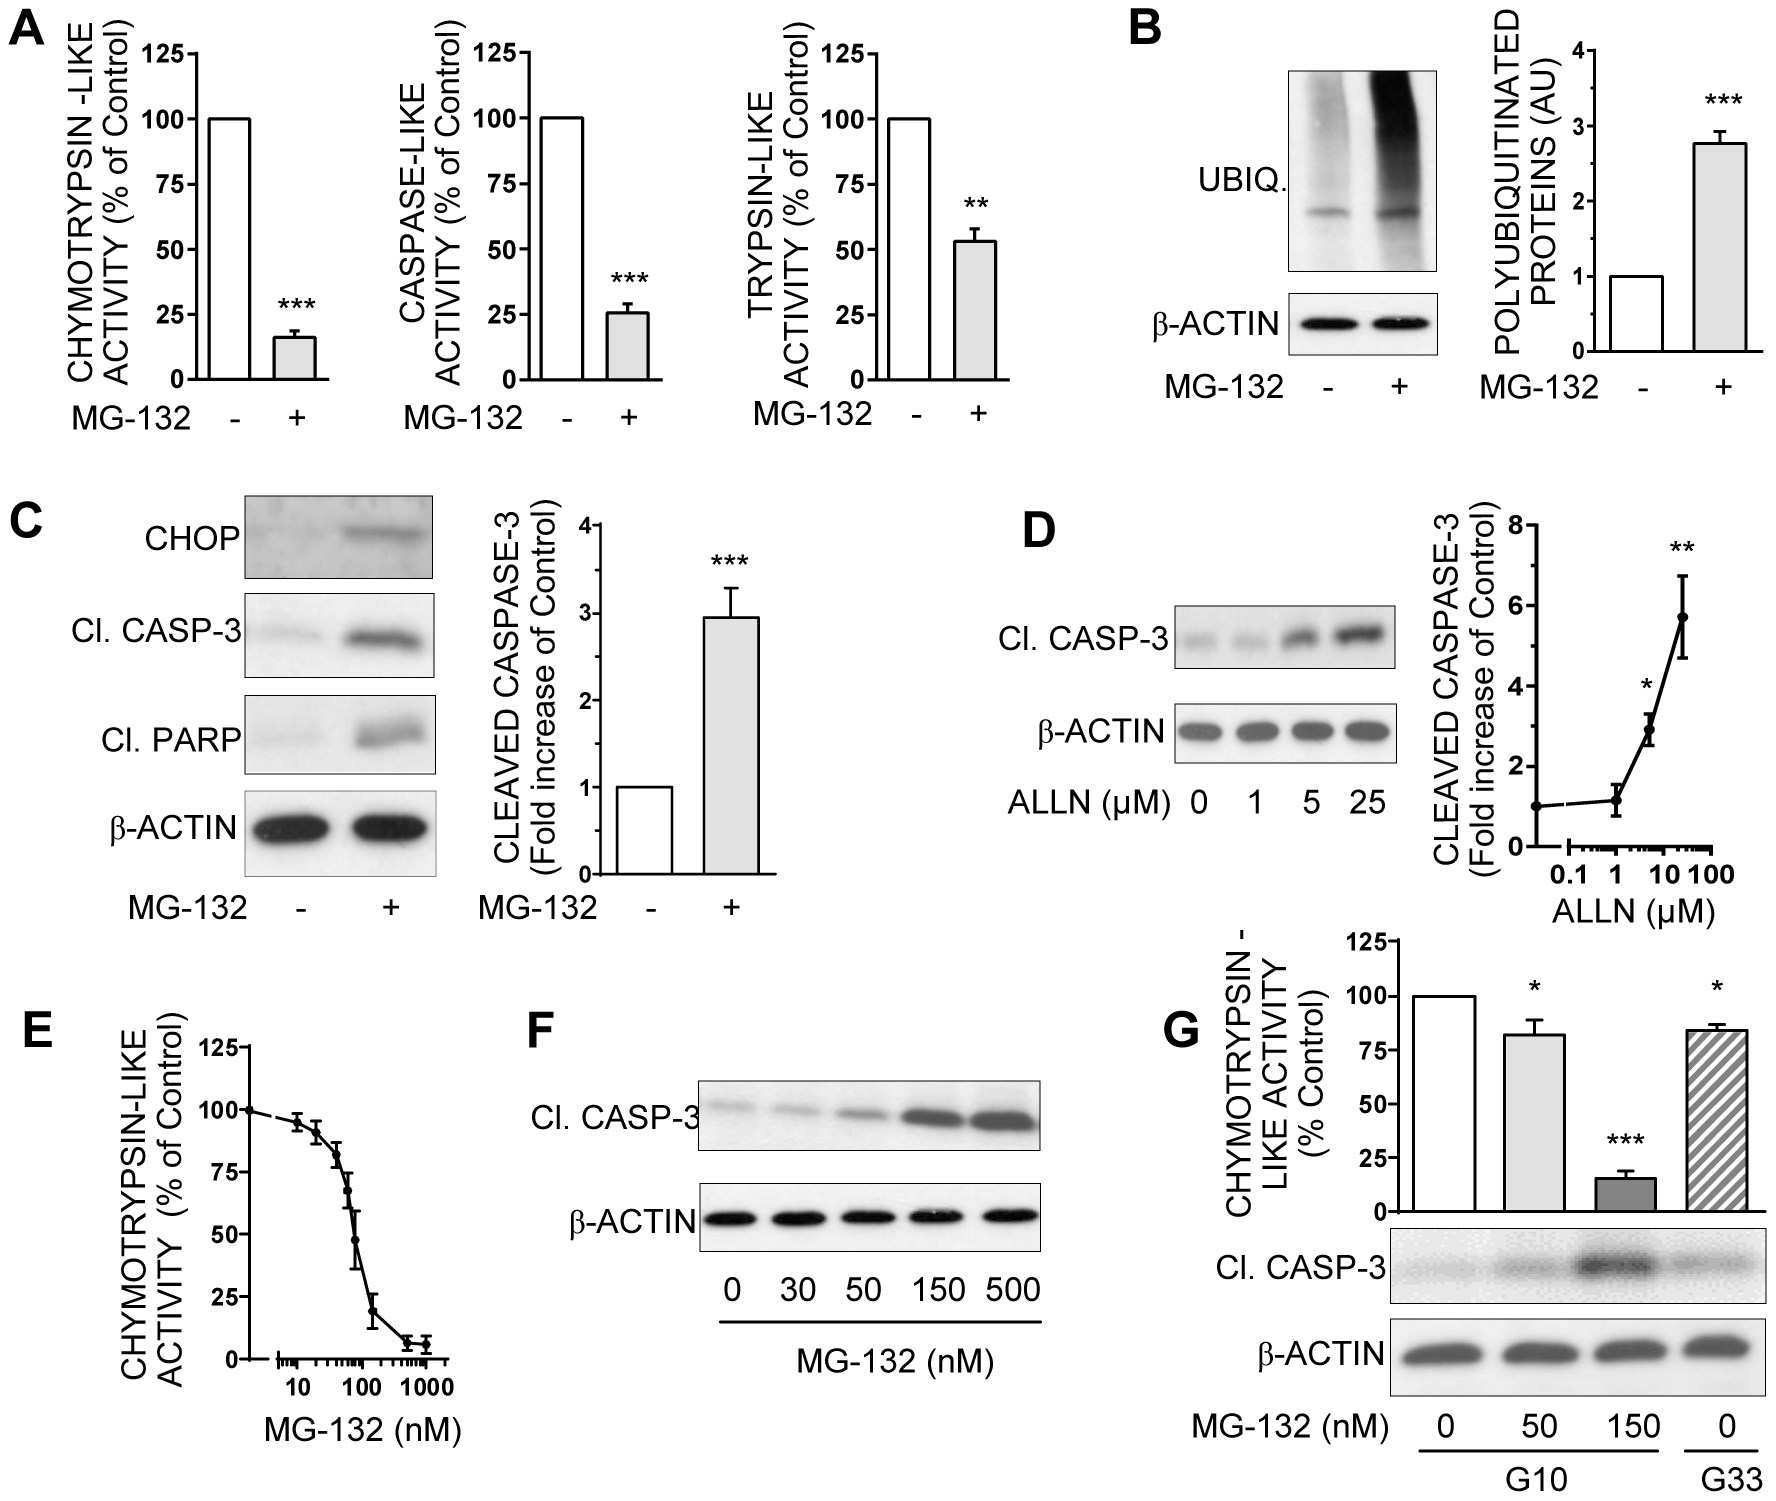 A
CHYMOTRYPSIN -LIKE
ACTIVITY (% of Control)
125
100
75
50
25
0
***
MG-132 - +
CASPASE-LIKE
ACTIVITY (% of Control)
125
100
75
50
25
0
***
MG-132 - +
TRYPSIN-LIKE
ACTIVITY (% of Control)
125
100
75
50
25
0
**
MG-132 - +
B
UBIQ.
β-ACTIN
MG-132 - +
POLYUBIQUITINATED
PROTEINS (AU)
4
3
2
1
0
***
MG-132 - +
C
CHOP
Cl. CASP-3
Cl. PARP
β-ACTIN
MG-132 - +
CLEAVED CASPASE-3
(Fold increase of Control)
4
3
2
1
0
***
MG-132 - +
D
Cl. CASP-3
β-ACTIN
ALLN (µM) 0 1 5 25
CLEAVED CASPASE-3
(Fold increase of Control)
8
6
4
2
0
*
**
0.1 1 10 100
ALLN (µM)
E
CHYMOTRYPSIN-LIKE
ACTIVITY (% of Control)
125
100
75
50
25
0
10 100 1000
MG-132 (nM)
F
Cl. CASP-3
β-ACTIN
0 30 50 150 500
MG-132 (nM)
G
CHYMOTRYPSIN -
LIKE ACTIVITY
(% Control)
125
100
75
50
25
0
*
***
*
Cl. CASP-3
β-ACTIN
MG-132 (nM) 0 50 150 0
G10 G33